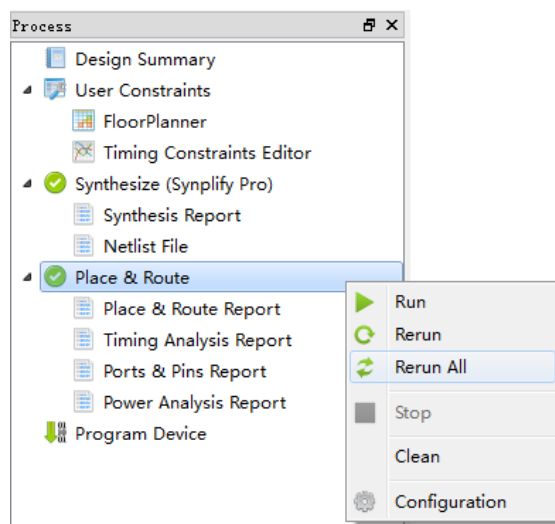 Process
Design Summary
User Constraints
FloorPlanner
Timing Constraints Editor
Synthesize (Synplify Pro)
Synthesis Report
Netlist File
Place & Route
Place & Route Report
Timing Analysis Report
Ports & Pins Report
Power Analysis Report
Program Device
Run
Rerun
Rerun All
Stop
Clean
Configuration